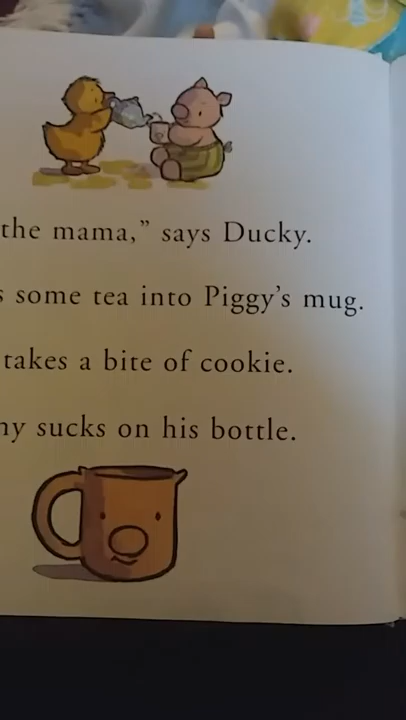 the mama,” says Ducky.
some tea into Piggy’s mug.
takes a bite of cookie.
sucks on his bottle.